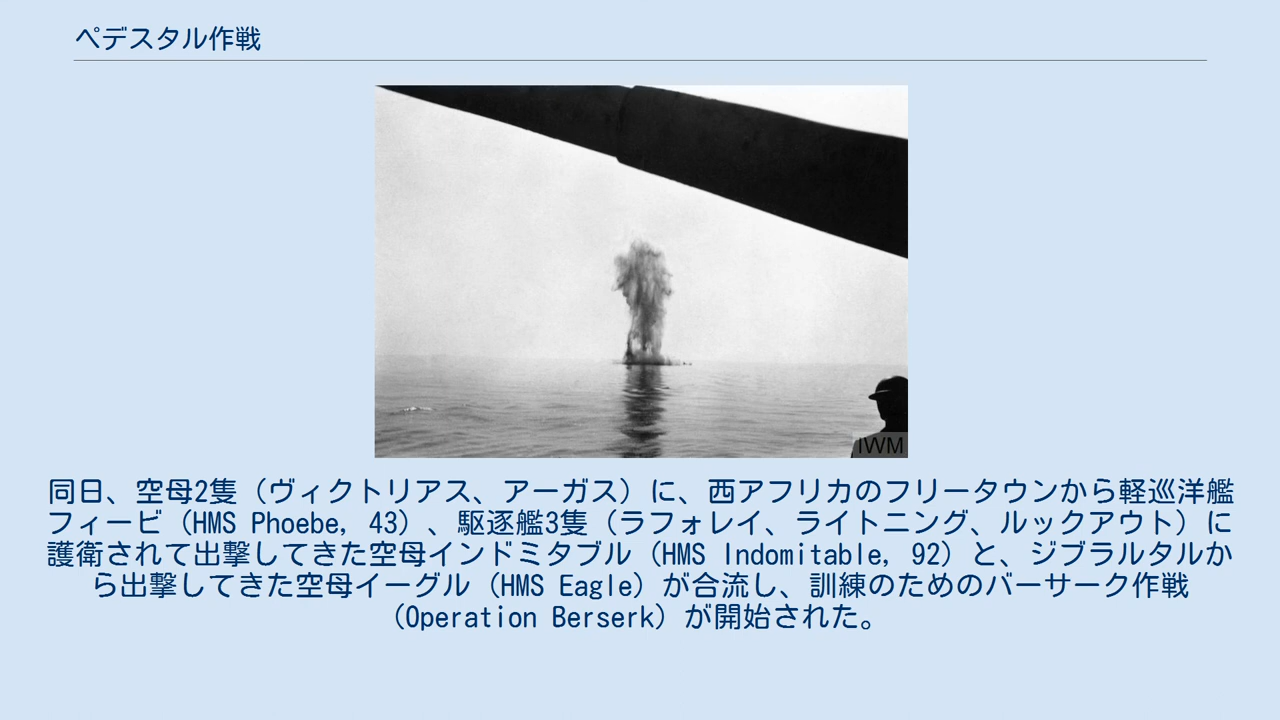 ペデスタル作戦
IWM
同日、空母2隻（ヴィクトリアス、アーガス）に、西アフリカのフリータウンから軽巡洋艦
フィービ（HMS Phoebe, 43）、駆逐艦3隻（ラフォレイ、ライトニング、ルックアウト）に
護衛されて出撃してきた空母インドミタブル（HMS Indomitable, 92）と、ジブラルタルか
ら出撃してきた空母イーグル（HMS Eagle）が合流し、訓練のためのバーサーク作戦
（Operation Berserk）が開始された。